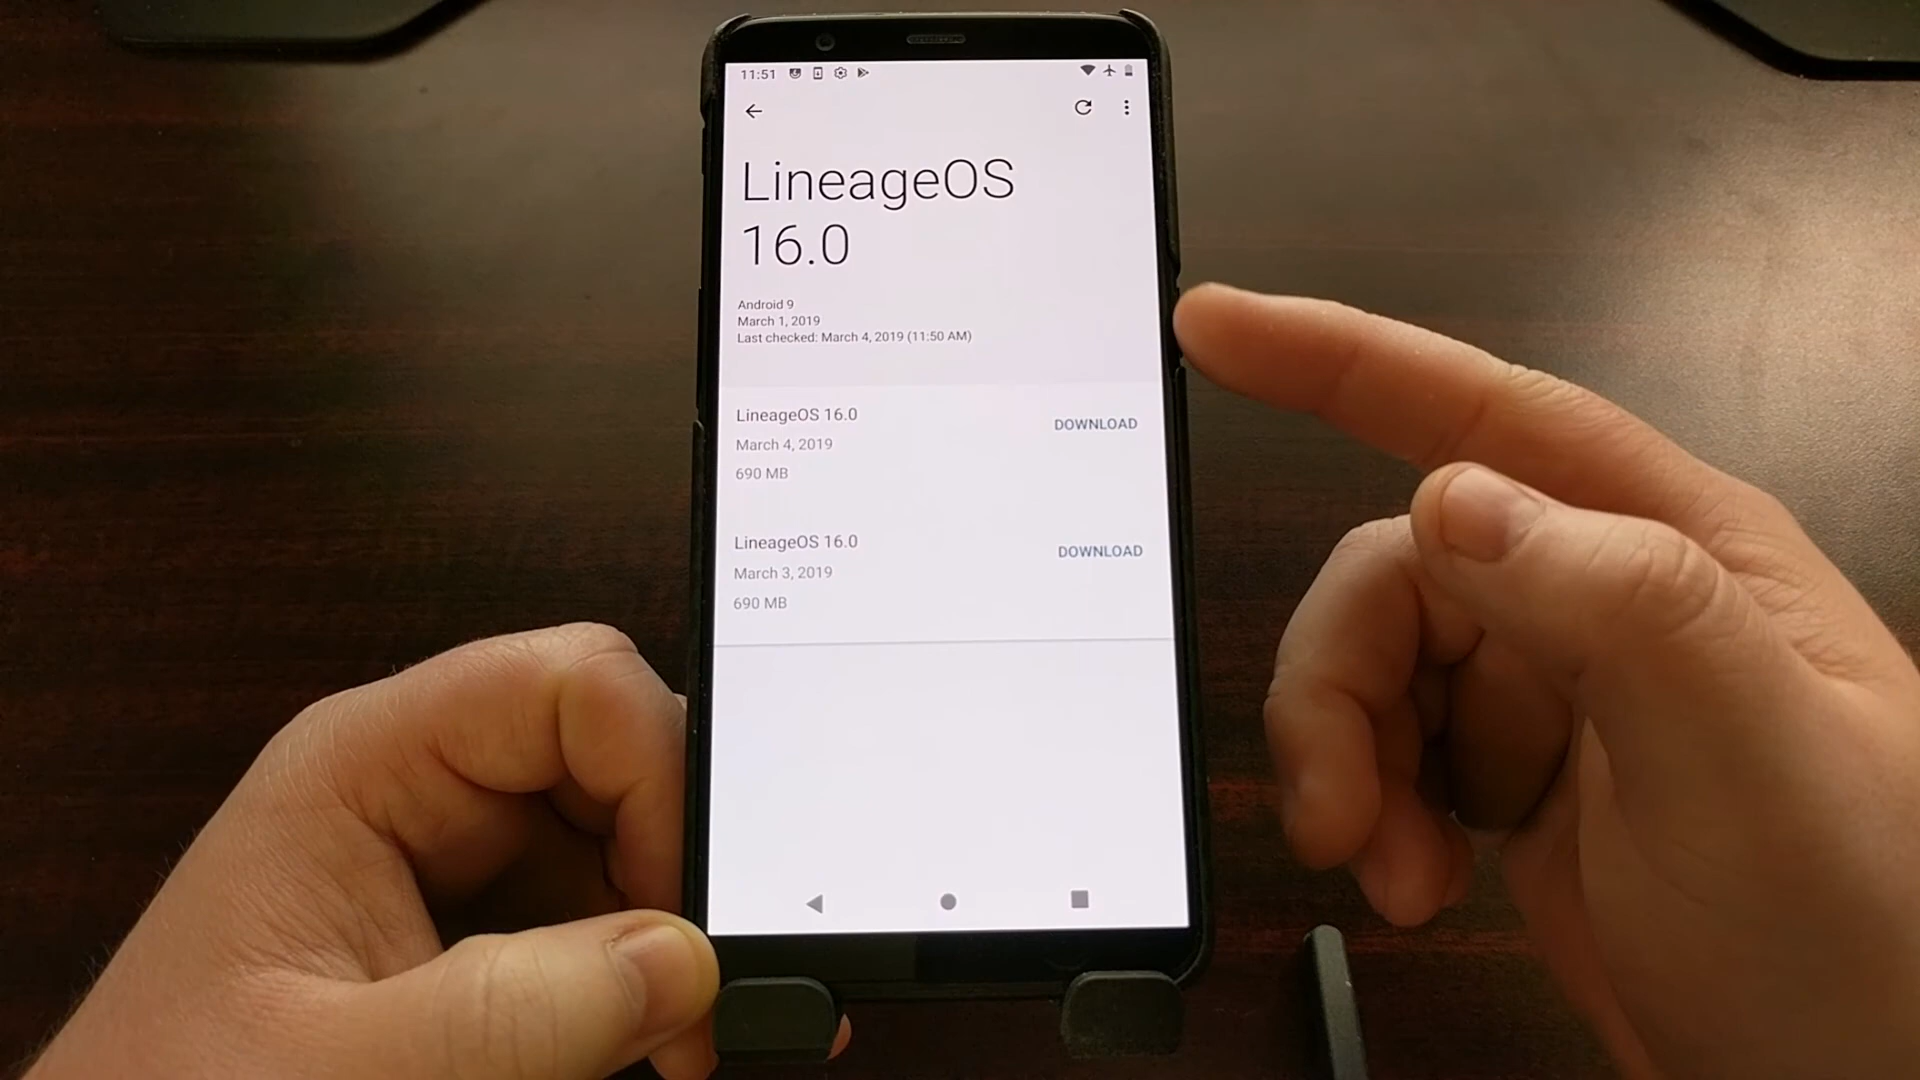 11:51
LineageOS
16.0
Android 9
March 1, 2019
Last checked: March 4, 2019 (11:50 AM)
LineageOS 16.0
DOWNLOAD
March 4, 2019
690 MB
LineageOS 16.0
DOWNLOAD
March 3, 2019
690 MB